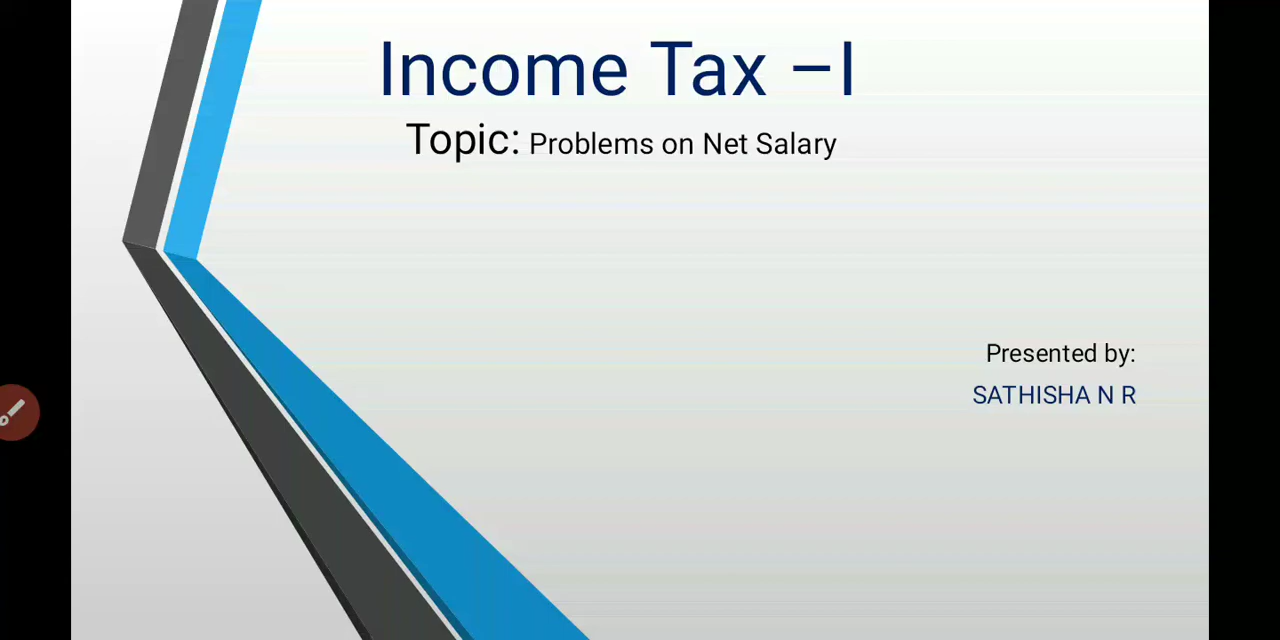 Income Tax –I
Topic: Problems on Net Salary
Presented by:
SATHISHA N R